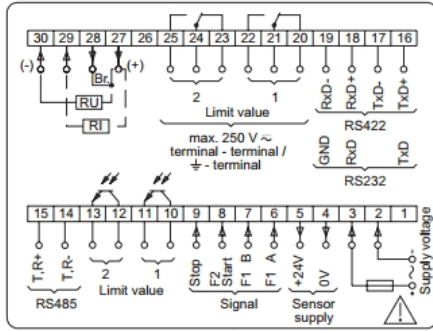 30 29 28 27 26 25 24 23 22 21 20 19 18 17 16
(-) Br. (+)
RU
RI
2 1
Limit value
max. 250 V ≂
terminal - terminal /
⏚ - terminal
RxD- RxD+ TxD- TxD+
RS422
GND RxD TxD
RS232
15 14 13 12 11 10 9 8 7 6 5 4 3 2 1
T,R+ T,R-
RS485
2 1
Limit value
Stop
F2 Start
F1 B
F1 A
Signal
+24V 0V
Sensor
supply
- ~ +
Supply voltage